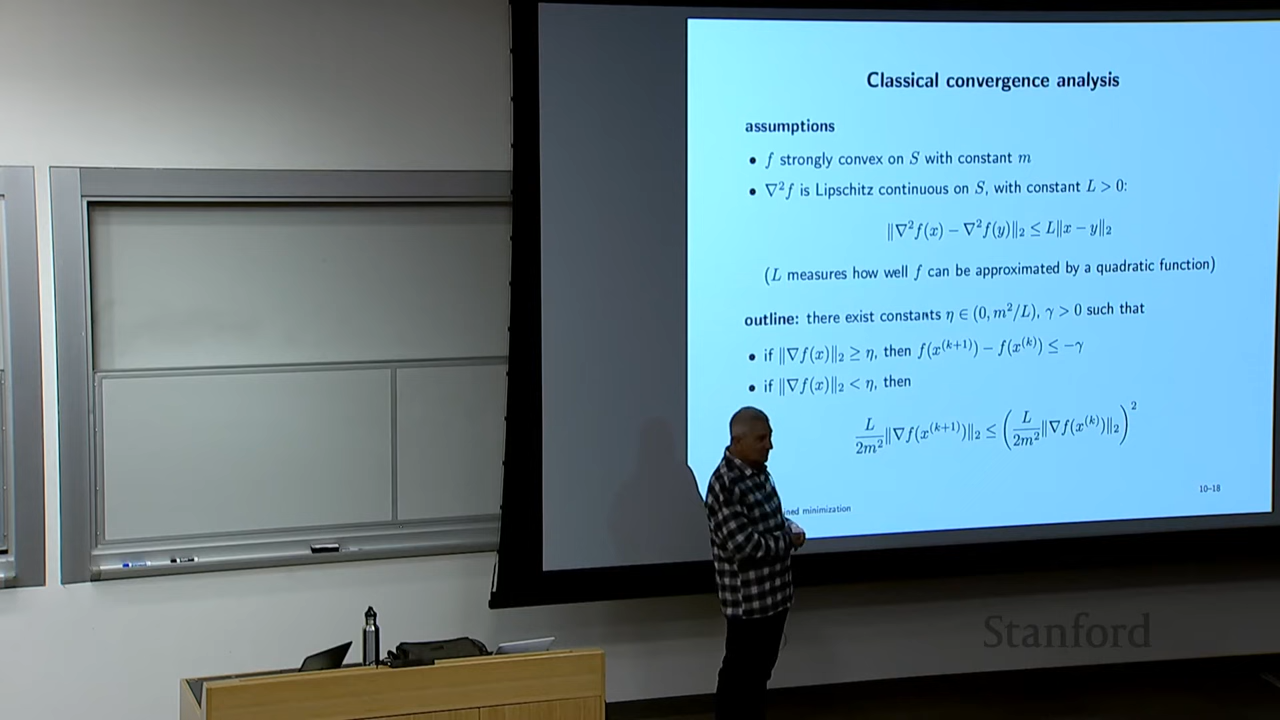 Classical convergence analysis
assumptions
• f strongly convex on S with constant m
• ∇²f is Lipschitz continuous on S, with constant L > 0:
‖∇²f(x) − ∇²f(y)‖₂ ≤ L‖x − y‖₂
(L measures how well f can be approximated by a quadratic function)
outline: there exist constants η ∈ (0, m²/L), γ > 0 such that
• if ‖∇f(x)‖₂ ≥ η, then f(x⁽ᵏ⁺¹⁾) − f(x⁽ᵏ⁾) ≤ −γ
• if ‖∇f(x)‖₂ < η, then
L/2m² ‖∇f(x⁽ᵏ⁺¹⁾)‖₂ ≤ (L/2m² ‖∇f(x⁽ᵏ⁾)‖₂)²
10–18
ined minimization
Stanford